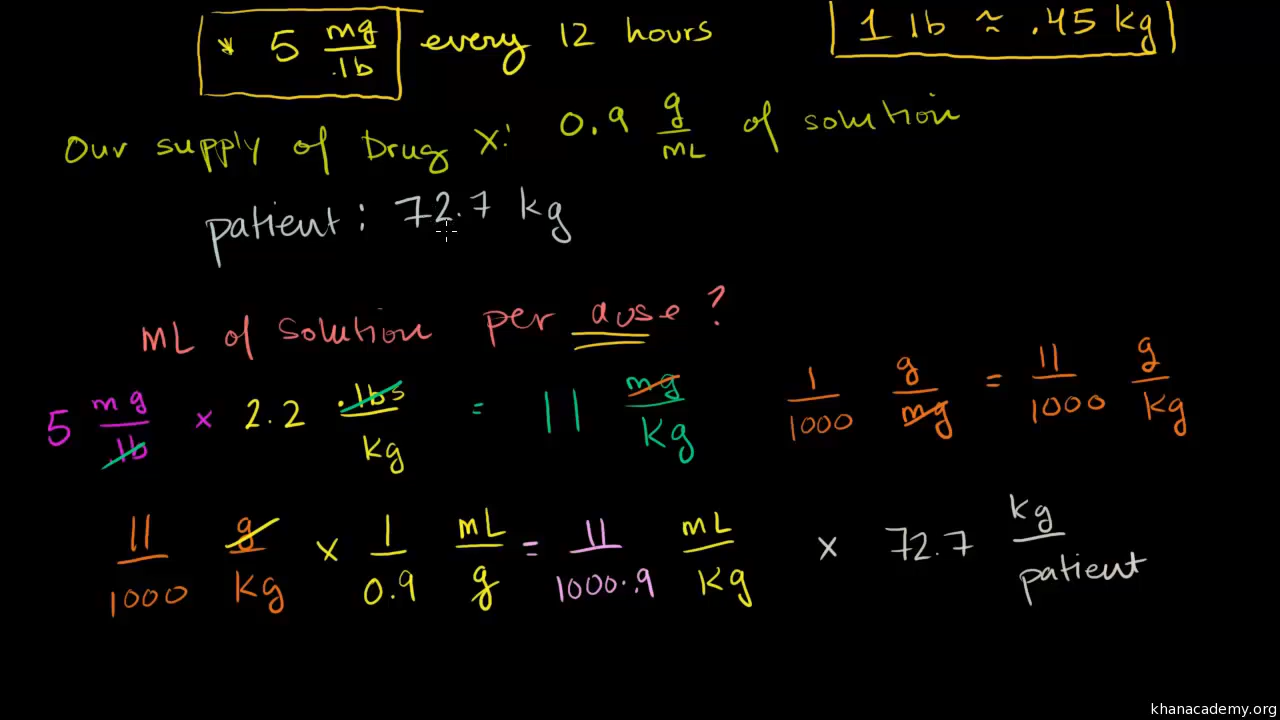 * 5 mg/lb every 12 hours 1 lb ≈ .45 kg
Our supply of Drug X: 0.9 g/mL of solution
patient: 72.7 kg
mL of solution per dose?
5 mg/lb × 2.2 lbs/kg = 11 mg/kg 1/1000 g/mg = 11/1000 g/kg
11/1000 g/kg × 1/0.9 mL/g = 11/1000·.9 mL/kg × 72.7 kg/patient
khanacademy.org